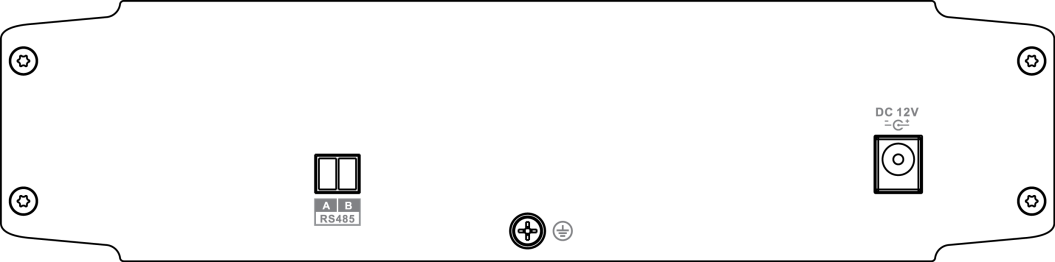 DC 12V
- +
A B
RS485